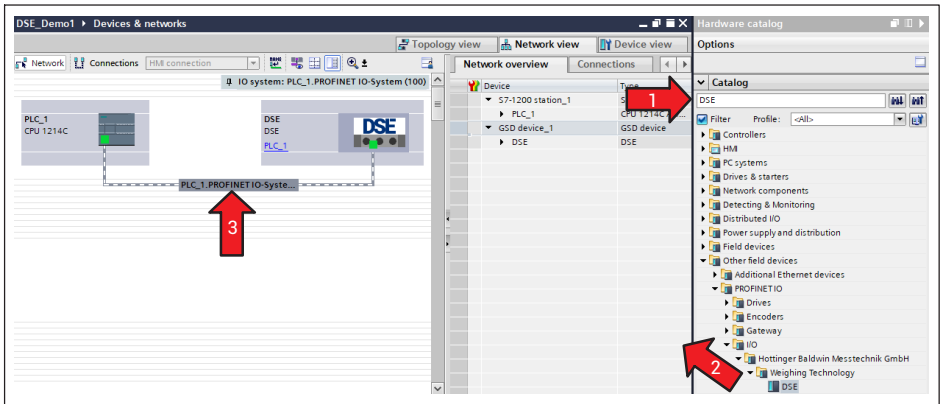 DSE_Demo1 ▸ Devices & networks
Hardware catalog
Topology view
Network view
Device view
Options
Network
Connections
HMI connection
Network overview
Connections
IO system: PLC_1.PROFINET IO-System (100)
Catalog
Device
Type
1
S7-1200 station_1
PLC_1
CPU 1214C
GSD device_1
GSD device
DSE
DSE
DSE
Filter
Profile:
<All>
PLC_1
CPU 1214C
DSE
DSE
PLC_1
DSE
PLC_1.PROFINET IO-Syste...
3
2
Controllers
HMI
PC systems
Drives & starters
Network components
Detecting & Monitoring
Distributed I/O
Power supply and distribution
Field devices
Other field devices
Additional Ethernet devices
PROFINET IO
Drives
Encoders
Gateway
I/O
Hottinger Baldwin Messtechnik GmbH
Weighing Technology
DSE